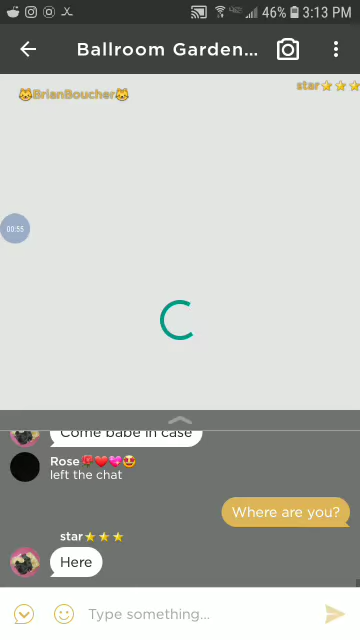 46% 3:13 PM
Ballroom Garden...
🐱BrianBoucher🐱
star⭐⭐⭐
00:55
Come babe in case
Rose🌹❤️💖😍
left the chat
Where are you?
star⭐⭐⭐
Here
Type something...